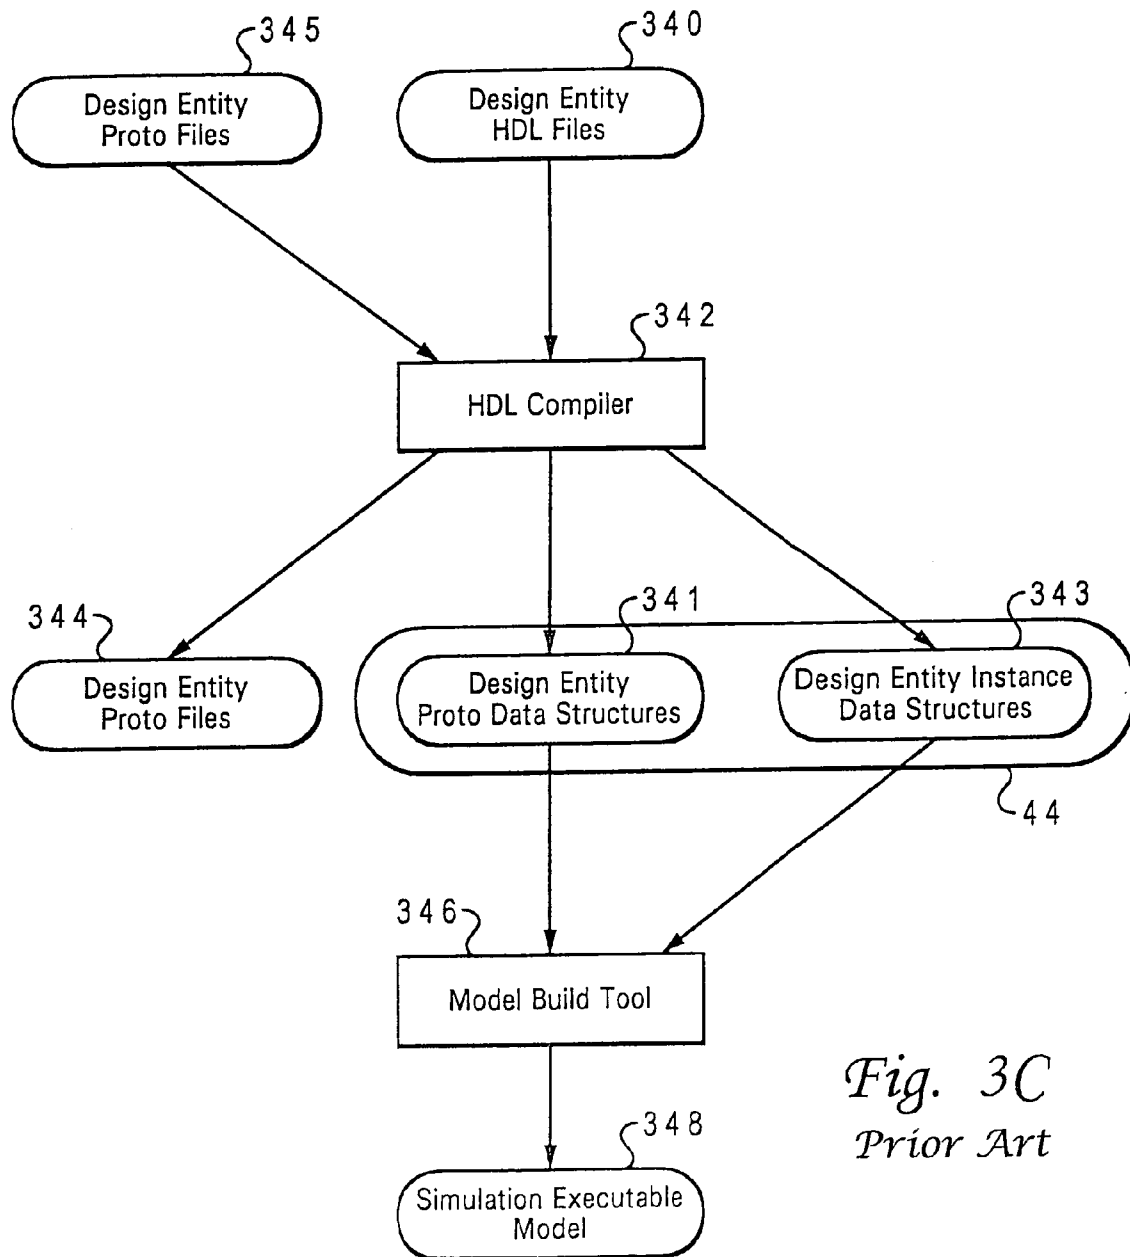 345
340
Design Entity
Proto Files
Design Entity
HDL Files
342
HDL Compiler
344
341
343
Design Entity
Proto Files
Design Entity
Proto Data Structures
Design Entity Instance
Data Structures
44
346
Model Build Tool
Fig. 3C
Prior Art
348
Simulation Executable
Model